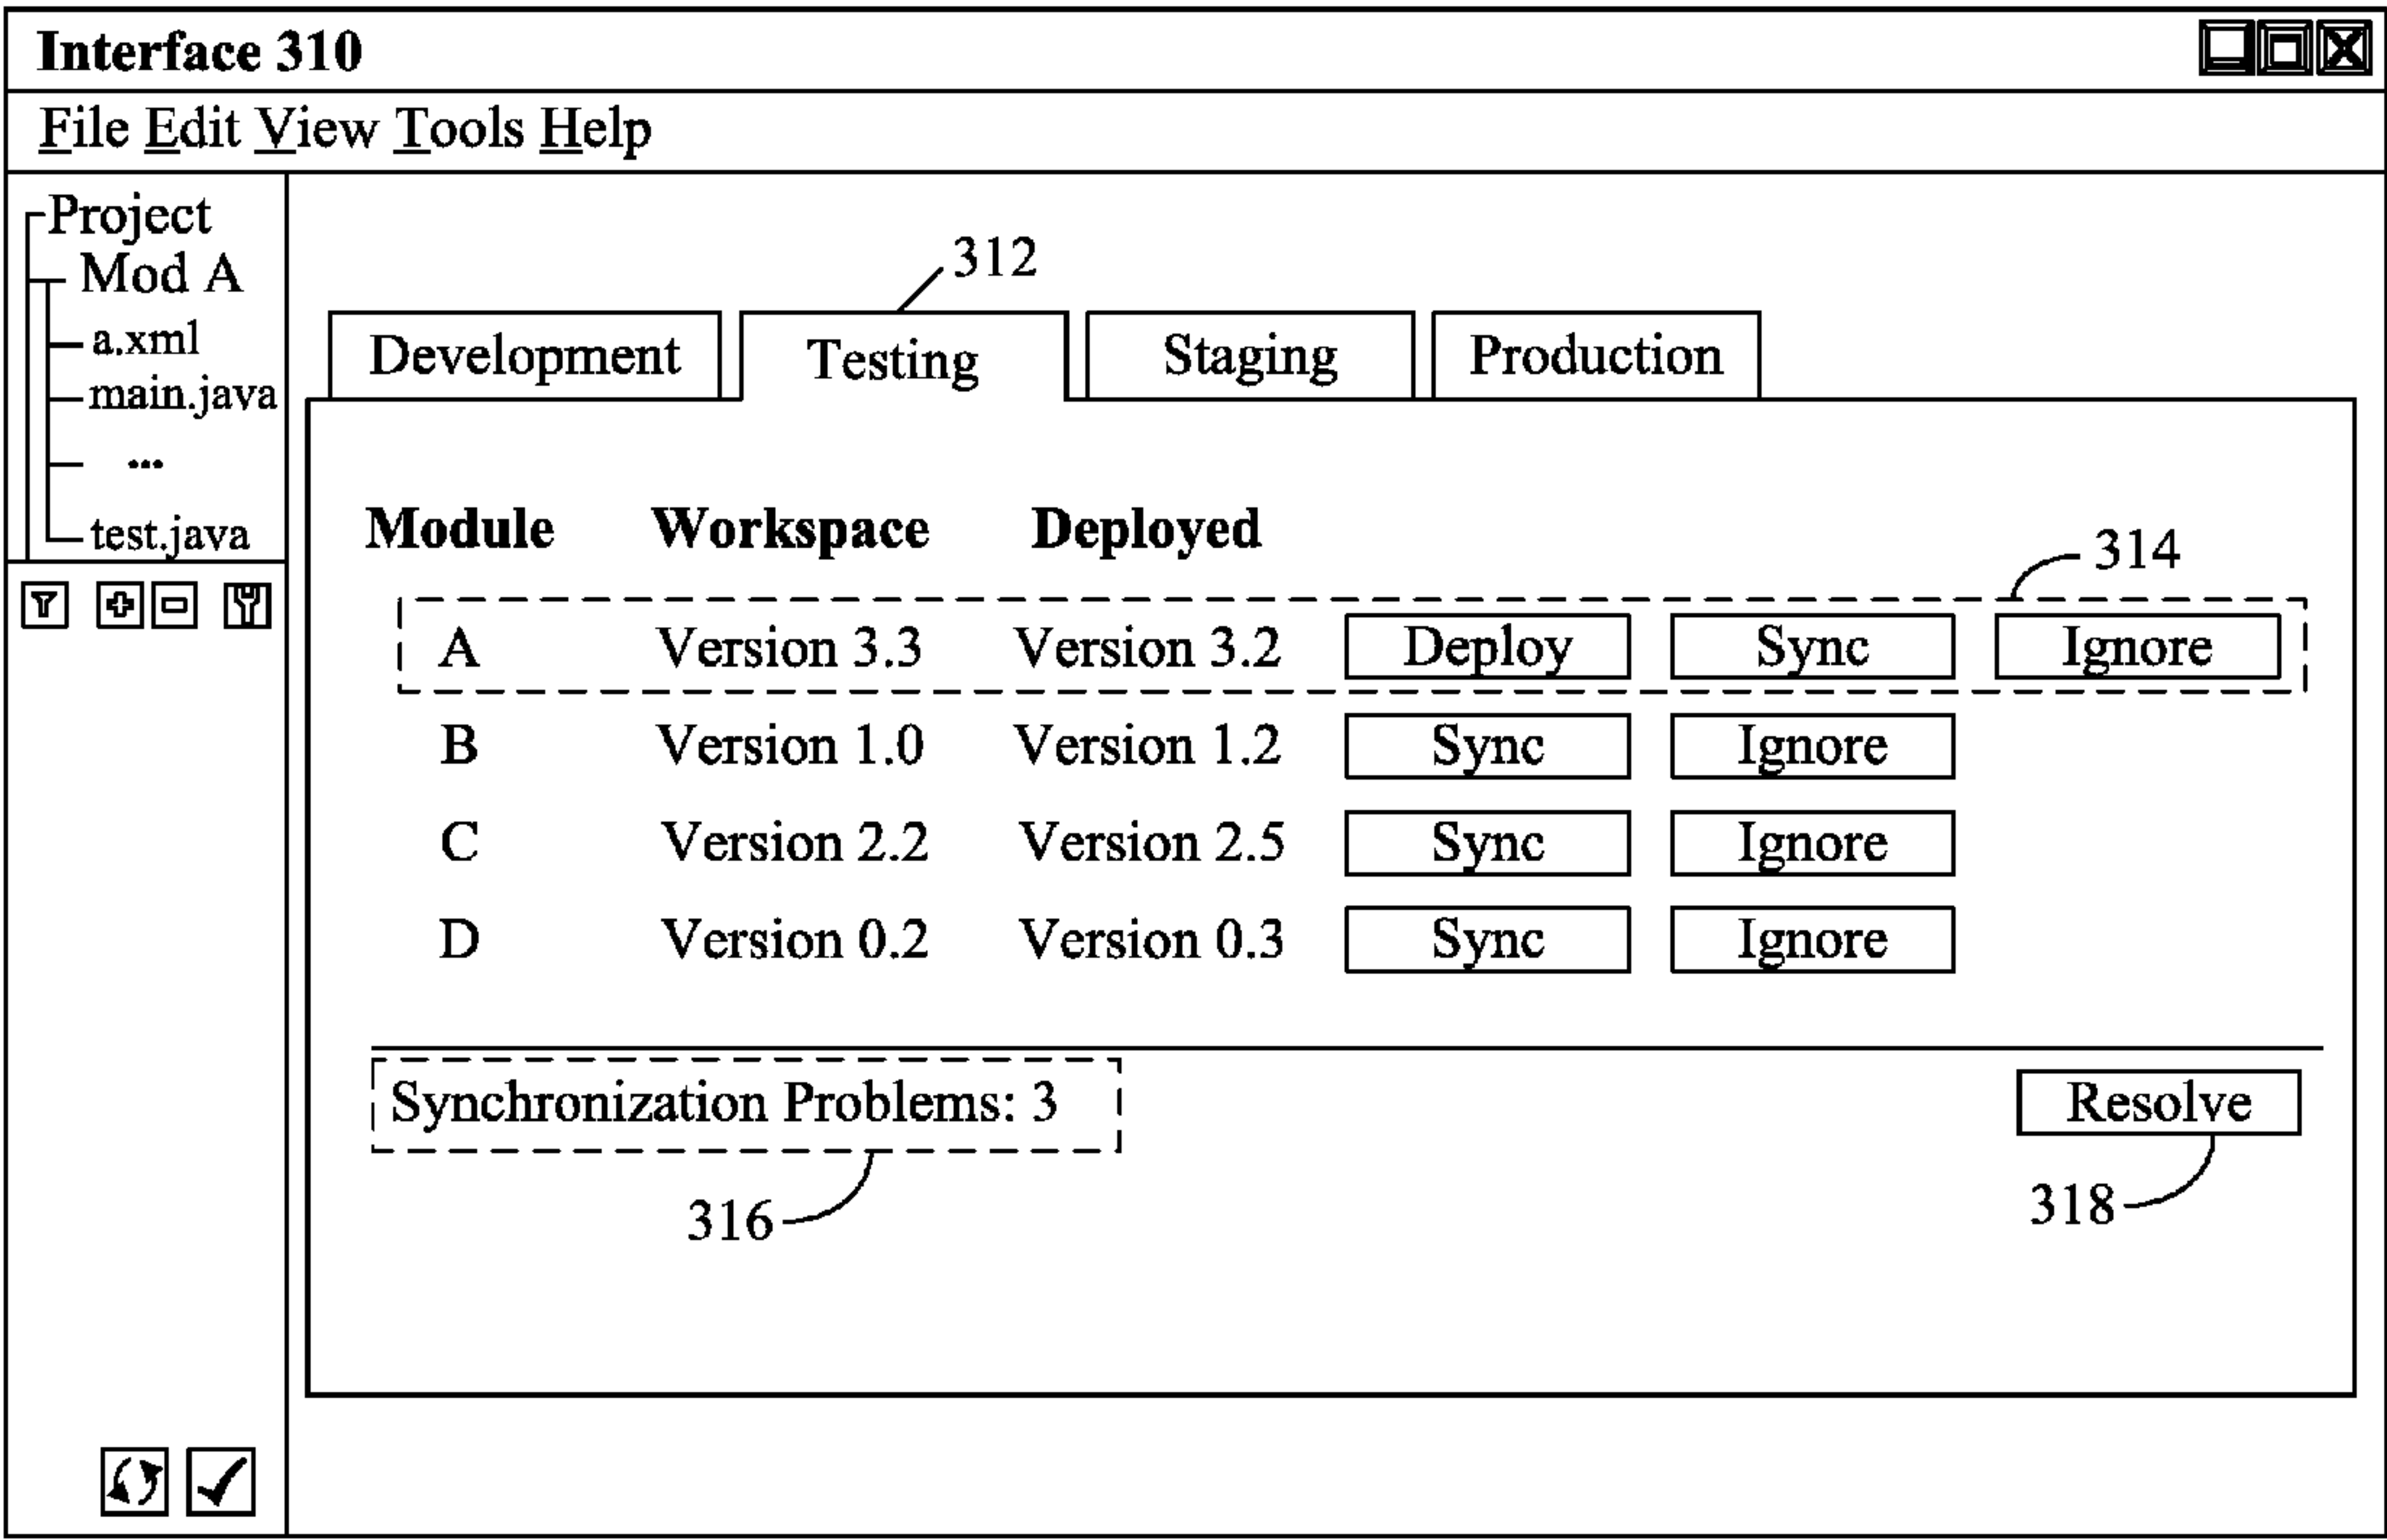 Interface 310
File Edit View Tools Help
Project
Mod A
a.xml
main.java
...
test.java
312
Development Testing Staging Production
Module Workspace Deployed
314
A Version 3.3 Version 3.2 Deploy Sync Ignore
B Version 1.0 Version 1.2 Sync Ignore
C Version 2.2 Version 2.5 Sync Ignore
D Version 0.2 Version 0.3 Sync Ignore
Synchronization Problems: 3 Resolve
316 318